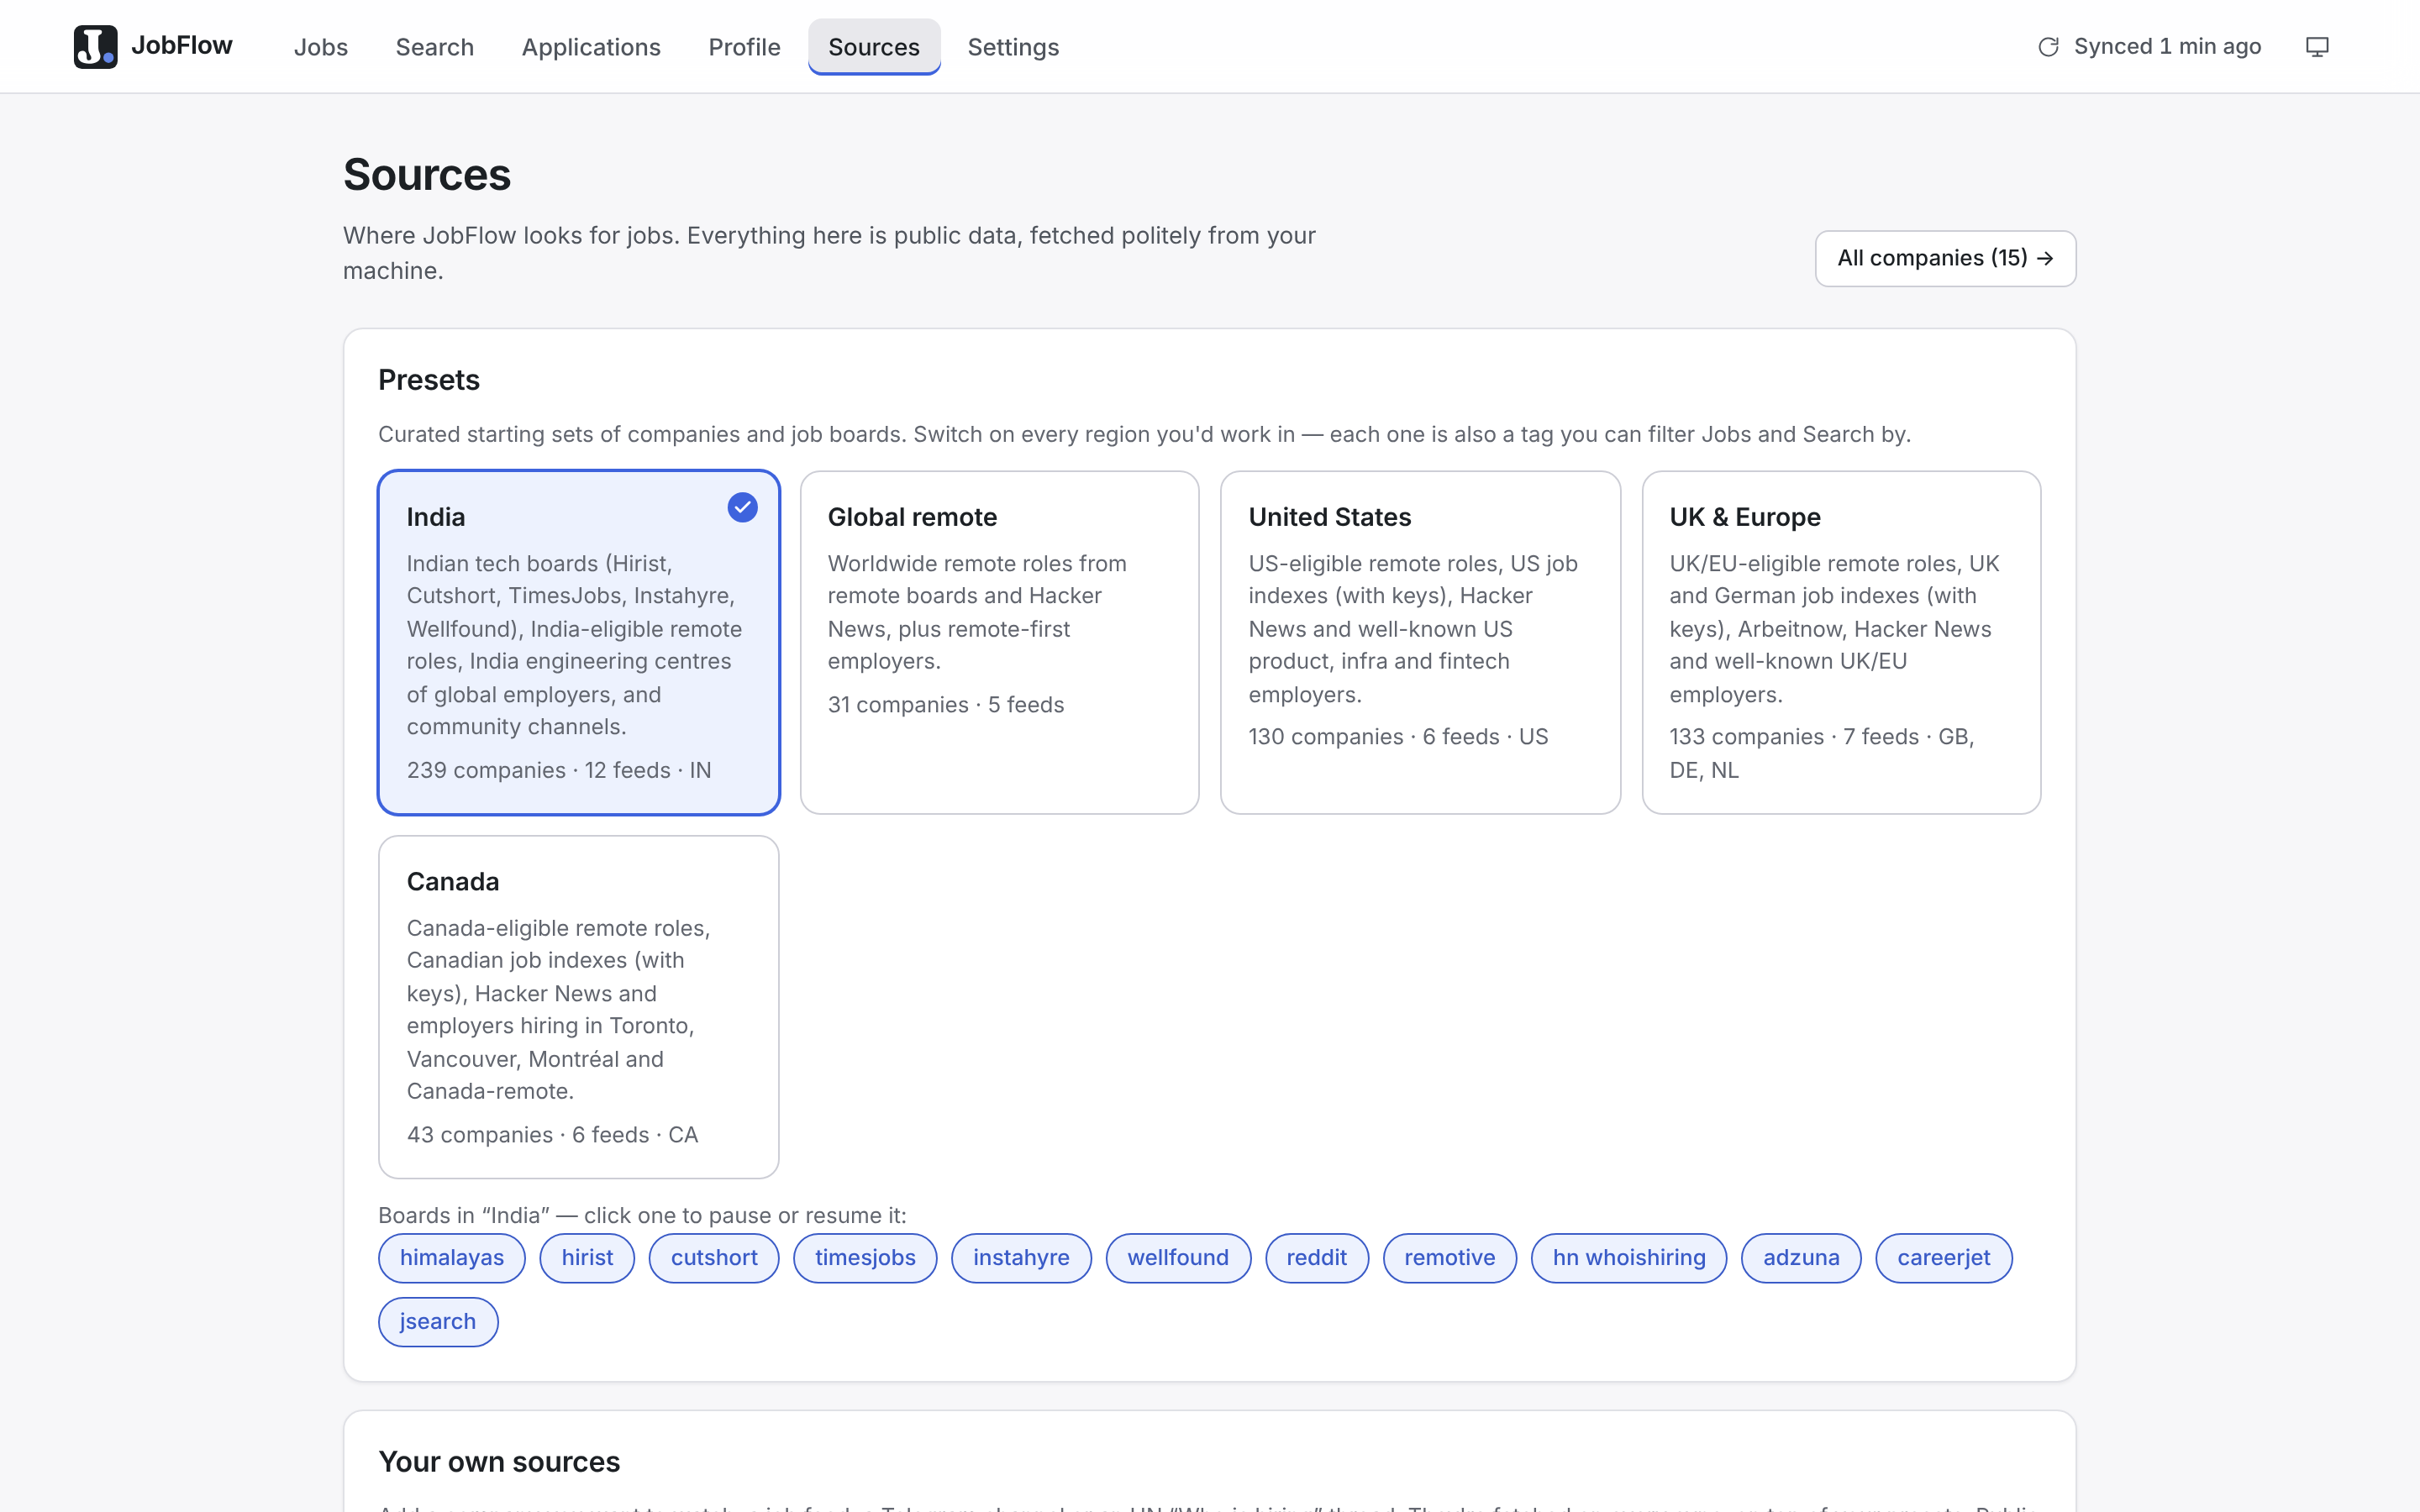 J.
JobFlow
Jobs
Search
Applications
Profile
Sources
Settings
Synced 1 min ago
Sources
Where JobFlow looks for jobs. Everything here is public data, fetched politely from your
machine.
All companies (15) →
Presets
Curated starting sets of companies and job boards. Switch on every region you'd work in — each one is also a tag you can filter Jobs and Search by.
India
Indian tech boards (Hirist,
Cutshort, TimesJobs, Instahyre,
Wellfound), India-eligible remote
roles, India engineering centres
of global employers, and
community channels.
239 companies · 12 feeds · IN
Global remote
Worldwide remote roles from
remote boards and Hacker
News, plus remote-first
employers.
31 companies · 5 feeds
United States
US-eligible remote roles, US job
indexes (with keys), Hacker
News and well-known US
product, infra and fintech
employers.
130 companies · 6 feeds · US
UK & Europe
UK/EU-eligible remote roles, UK
and German job indexes (with
keys), Arbeitnow, Hacker News
and well-known UK/EU
employers.
133 companies · 7 feeds · GB,
DE, NL
Canada
Canada-eligible remote roles,
Canadian job indexes (with
keys), Hacker News and
employers hiring in Toronto,
Vancouver, Montréal and
Canada-remote.
43 companies · 6 feeds · CA
Boards in “India” — click one to pause or resume it:
himalayas
hirist
cutshort
timesjobs
instahyre
wellfound
reddit
remotive
hn whoishiring
adzuna
careerjet
jsearch
Your own sources